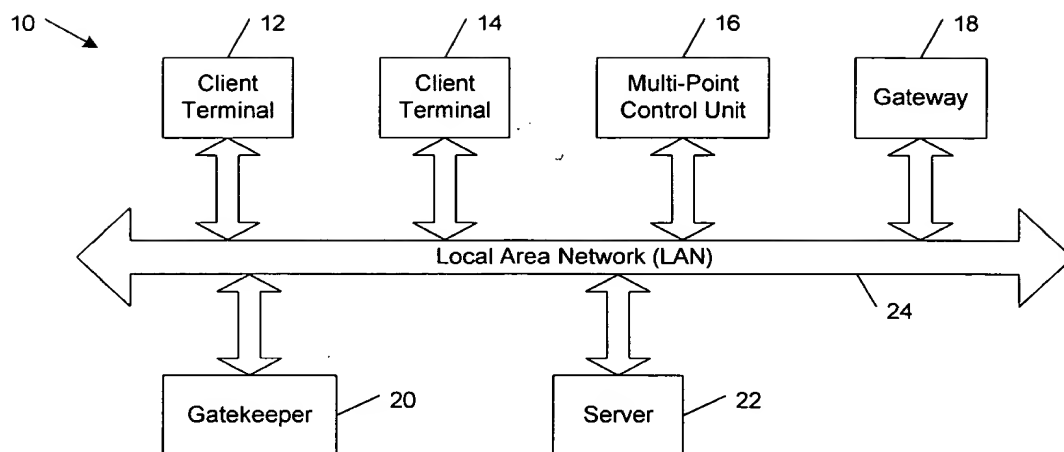 10
12
14
16
18
Client
Terminal
Client
Terminal
Multi-Point
Control Unit
Gateway
Local Area Network (LAN)
24
Gatekeeper
20
Server
22